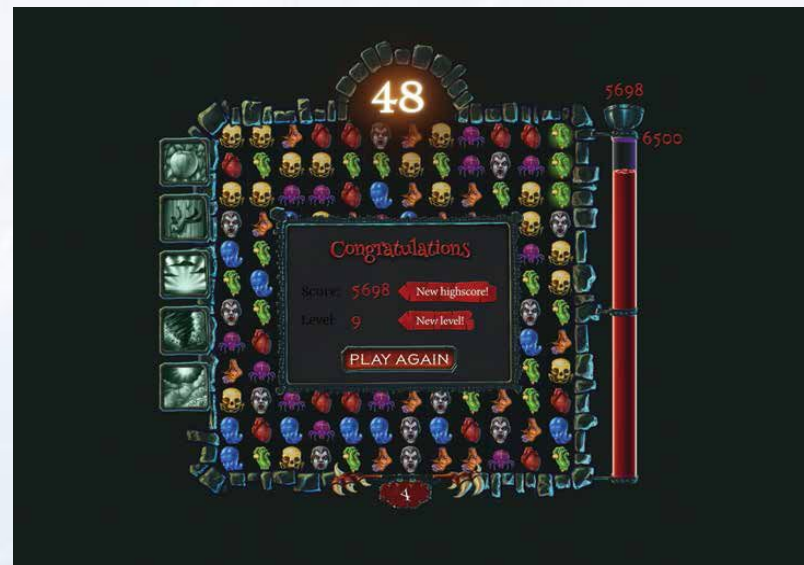 48
5698
6500
Congratulations
Score: 5698 New highscore!
Level: 9 New level!
PLAY AGAIN
4